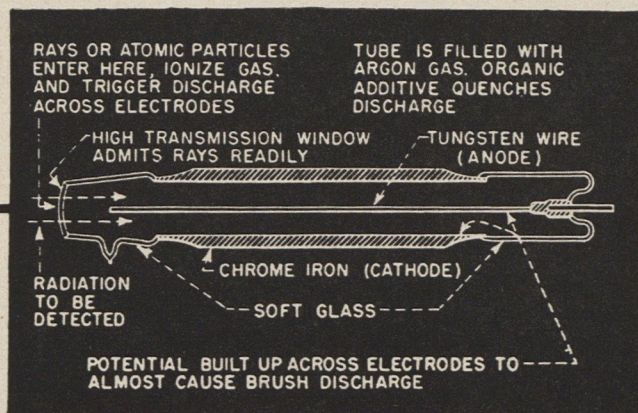 RAYS OR ATOMIC PARTICLES
ENTER HERE, IONIZE GAS,
AND TRIGGER DISCHARGE
ACROSS ELECTRODES
TUBE IS FILLED WITH
ARGON GAS. ORGANIC
ADDITIVE QUENCHES
DISCHARGE
HIGH TRANSMISSION WINDOW
ADMITS RAYS READILY
TUNGSTEN WIRE
(ANODE)
CHROME IRON (CATHODE)
RADIATION
TO BE
DETECTED
SOFT GLASS
POTENTIAL BUILT UP ACROSS ELECTRODES TO
ALMOST CAUSE BRUSH DISCHARGE